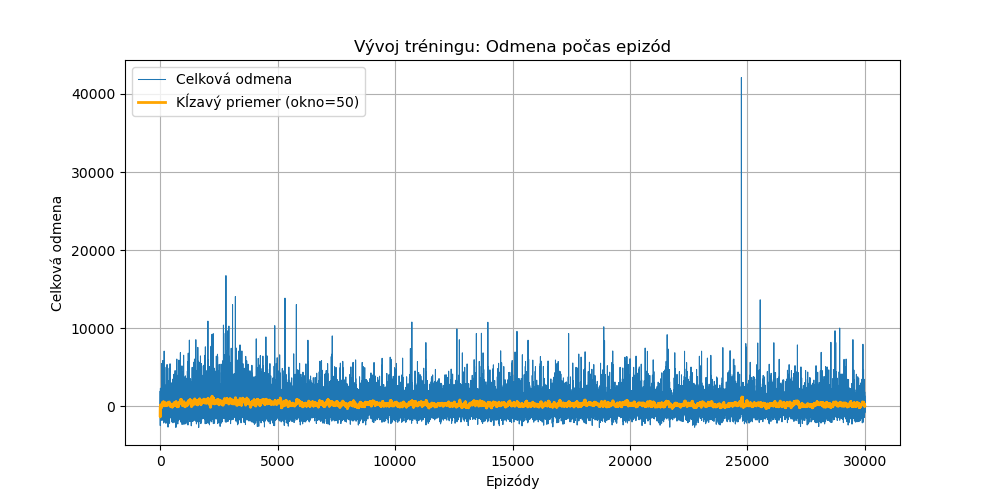 Vývoj tréningu: Odmena počas epizód
Celková odmena
Kĺzavý priemer (okno=50)
40000
30000
20000
10000
0
Celková odmena
0
5000
10000
15000
20000
25000
30000
Epizódy